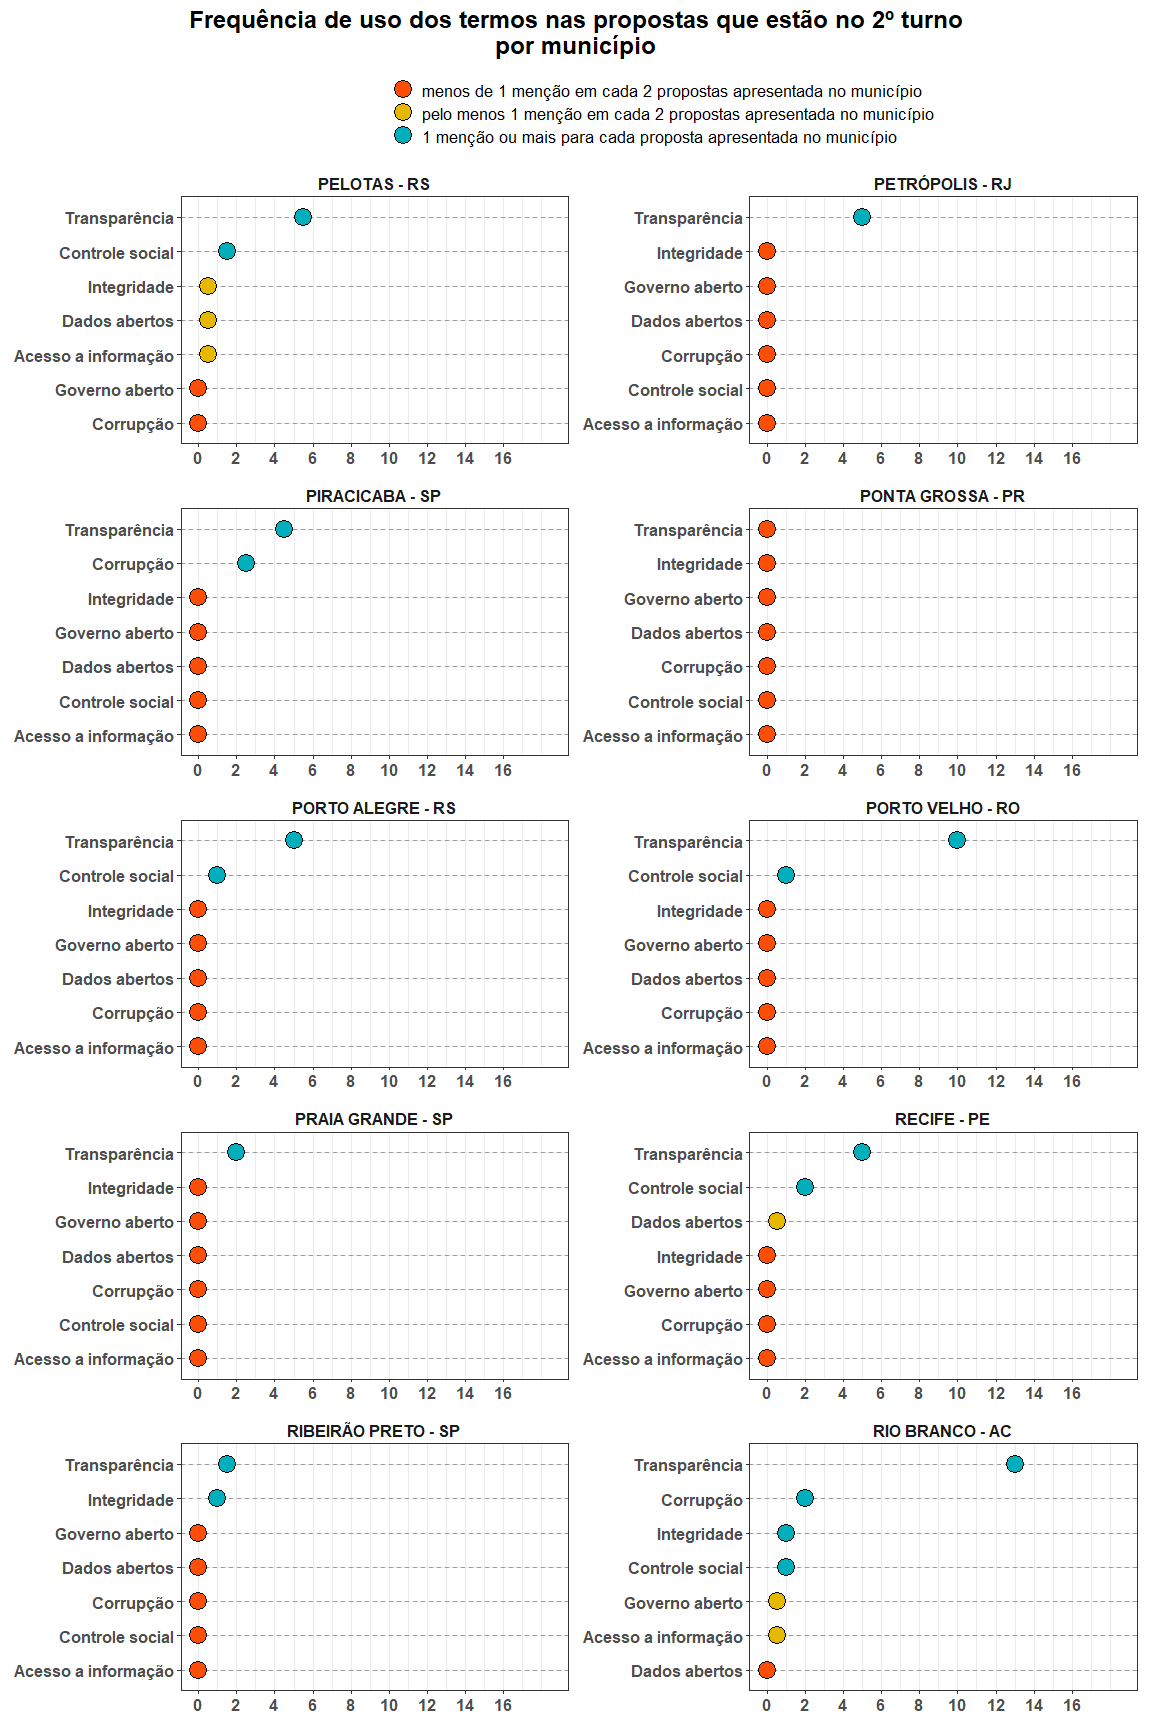 Frequência de uso dos termos nas propostas que estão no 2º turno
por município
menos de 1 menção em cada 2 propostas apresentada no município
pelo menos 1 menção em cada 2 propostas apresentada no município
1 menção ou mais para cada proposta apresentada no município
PELOTAS - RS
Transparência
Controle social
Integridade
Dados abertos
Acesso a informação
Governo aberto
Corrupção
0 2 4 6 8 10 12 14 16
PETRÓPOLIS - RJ
Transparência
Integridade
Governo aberto
Dados abertos
Corrupção
Controle social
Acesso a informação
0 2 4 6 8 10 12 14 16
PIRACICABA - SP
Transparência
Corrupção
Integridade
Governo aberto
Dados abertos
Controle social
Acesso a informação
0 2 4 6 8 10 12 14 16
PONTA GROSSA - PR
Transparência
Integridade
Governo aberto
Dados abertos
Corrupção
Controle social
Acesso a informação
0 2 4 6 8 10 12 14 16
PORTO ALEGRE - RS
Transparência
Controle social
Integridade
Governo aberto
Dados abertos
Corrupção
Acesso a informação
0 2 4 6 8 10 12 14 16
PORTO VELHO - RO
Transparência
Controle social
Integridade
Governo aberto
Dados abertos
Corrupção
Acesso a informação
0 2 4 6 8 10 12 14 16
PRAIA GRANDE - SP
Transparência
Integridade
Governo aberto
Dados abertos
Corrupção
Controle social
Acesso a informação
0 2 4 6 8 10 12 14 16
RECIFE - PE
Transparência
Controle social
Dados abertos
Integridade
Governo aberto
Corrupção
Acesso a informação
0 2 4 6 8 10 12 14 16
RIBEIRÃO PRETO - SP
Transparência
Integridade
Governo aberto
Dados abertos
Corrupção
Controle social
Acesso a informação
0 2 4 6 8 10 12 14 16
RIO BRANCO - AC
Transparência
Corrupção
Integridade
Controle social
Governo aberto
Acesso a informação
Dados abertos
0 2 4 6 8 10 12 14 16